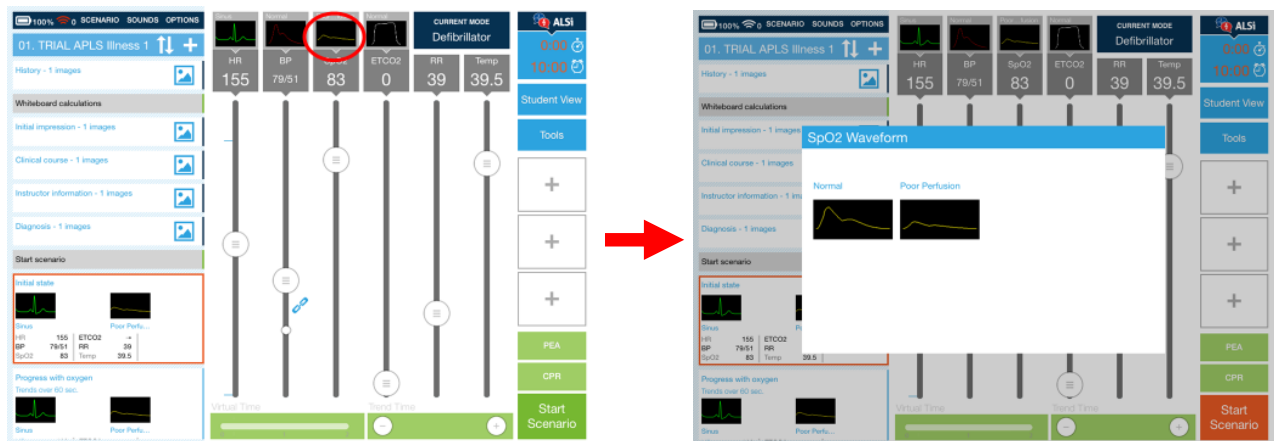 100% 0 SCENARIO SOUNDS OPTIONS
01. TRIAL APLS Illness 1
History - 1 images
Whiteboard calculations
Initial impression - 1 images
Clinical course - 1 images
Instructor information - 1 images
Diagnosis - 1 images
Start scenario
Initial state
Sinus Poor Perfu...
HR 155 ETCO2 --
BP 79/51 RR 39
SpO2 83 Temp 39.5
Progress with oxygen
Trends over 60 sec.
Sinus Poor Perfu...
Sinus Normal Normal
HR BP SpO2 ETCO2 RR Temp
155 79/51 83 0 39 39.5
CURRENT MODE
Defibrillator
Virtual Time Trend Time
ALSi
0:00
10:00
Student View
Tools
PEA
CPR
Start
Scenario
100% 0 SCENARIO SOUNDS OPTIONS
01. TRIAL APLS Illness 1
History - 1 images
Whiteboard calculations
Initial impression - 1 images
Clinical course - 1 images
Instructor information - 1 im
Diagnosis - 1 images
Start scenario
Initial state
Sinus P
HR 155 ETCO2 --
BP 79/51 RR 39
SpO2 83 Temp 39.5
Progress with oxygen
Trends over 60 sec.
Sinus Poor Perfu...
Sinus Normal Poor ...fusion Normal
HR BP SpO2 ETCO2 RR Temp
155 79/51 83 0 39 39.5
CURRENT MODE
Defibrillator
SpO2 Waveform
Normal Poor Perfusion
Virtual Time Trend Time
ALSi
0:00
10:00
Student View
Tools
PEA
CPR
Start
Scenario